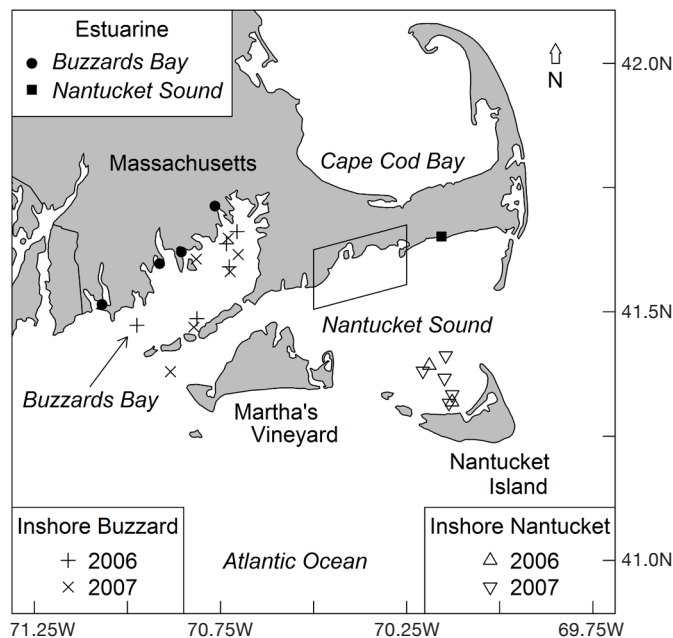 Estuarine
Buzzards Bay
Nantucket Sound
N
42.0N
Massachusetts
Cape Cod Bay
41.5N
Nantucket Sound
Buzzards Bay
Martha's
Vineyard
Nantucket
Island
Inshore Buzzard
2006
2007
Atlantic Ocean
Inshore Nantucket
2006
2007
41.0N
71.25W
70.75W
70.25W
69.75W